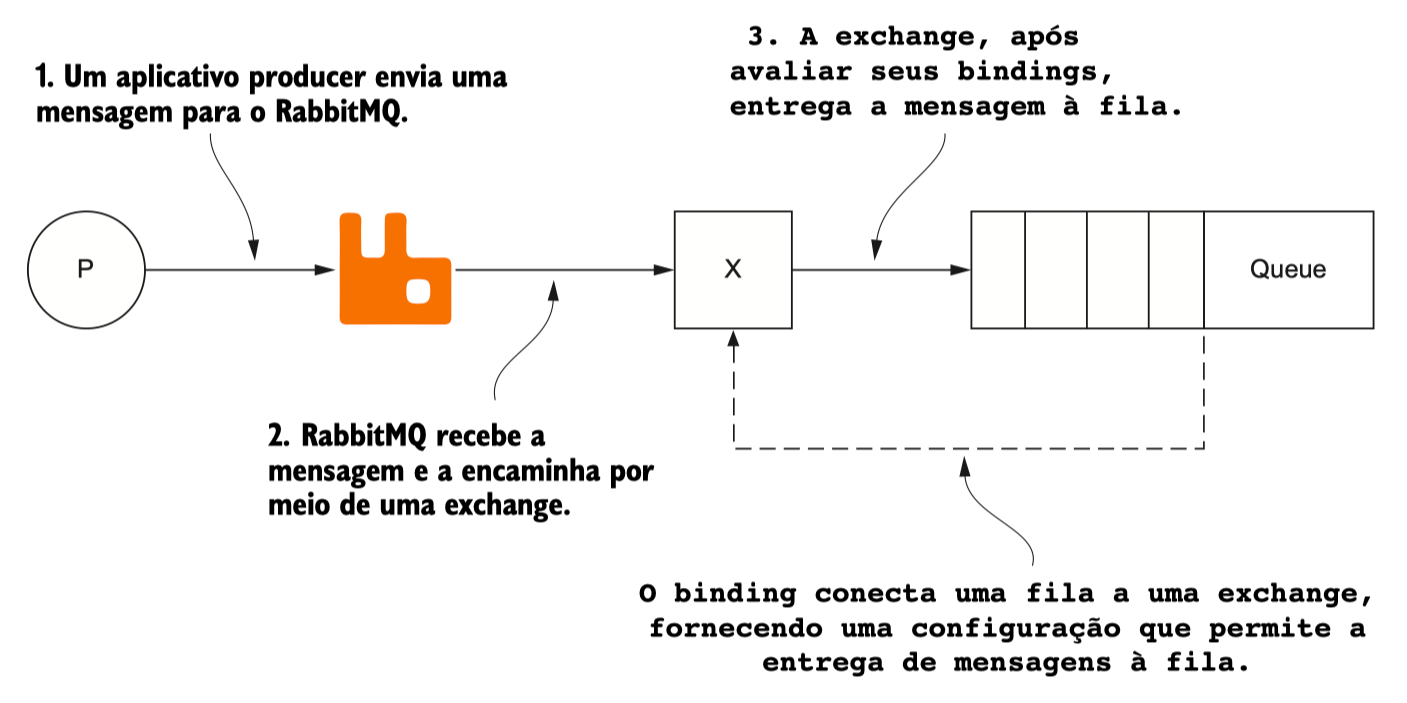 1. Um aplicativo producer envia uma
mensagem para o RabbitMQ.
3. A exchange, após
avaliar seus bindings,
entrega a mensagem à fila.
P
X
Queue
2. RabbitMQ recebe a
mensagem e a encaminha por
meio de uma exchange.
O binding conecta uma fila a uma exchange,
fornecendo uma configuração que permite a
entrega de mensagens à fila.